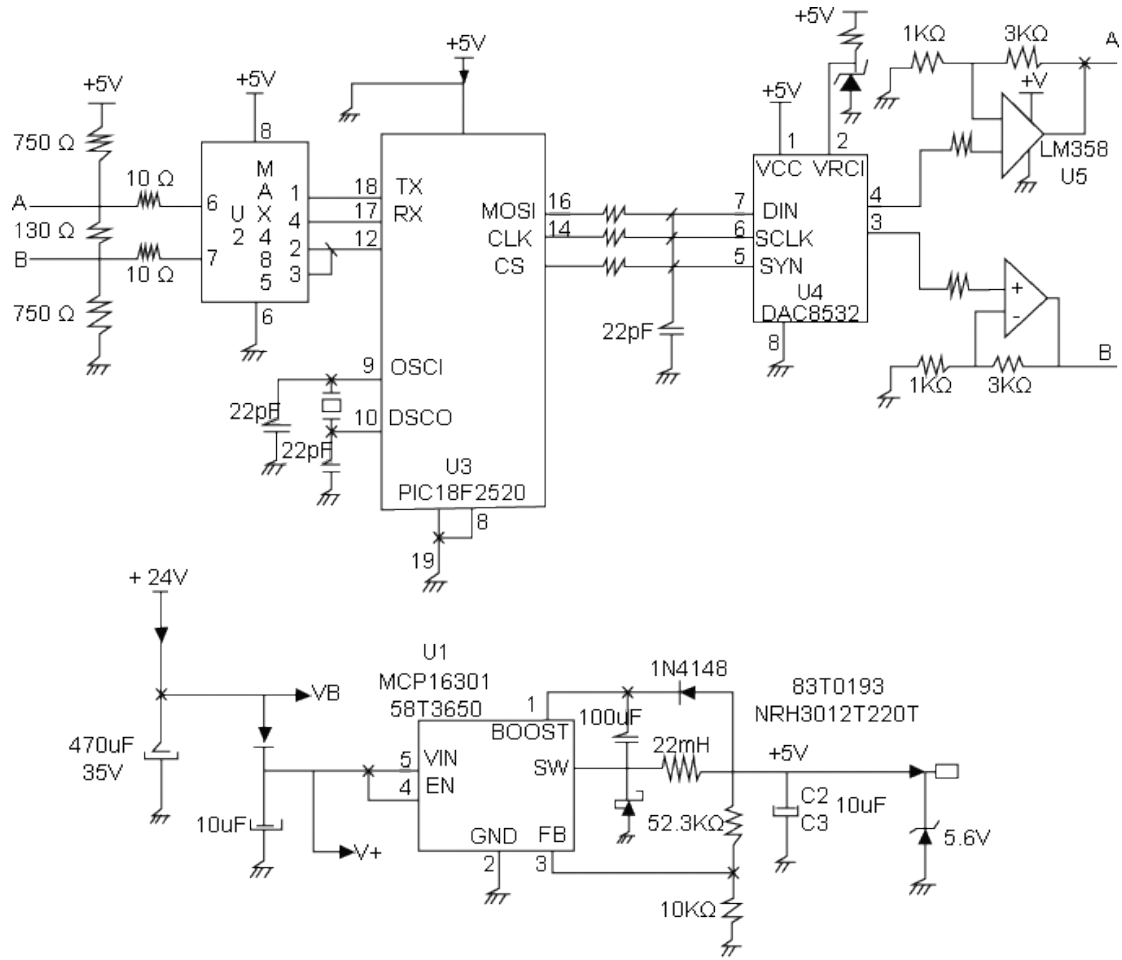 +5V
750 Ω
A
130 Ω
B
750 Ω
10 Ω
10 Ω
+5V
8
6
7
U2
MAX485
1
4
2
3
6
+5V
18
17
12
TX
RX
MOSI
CLK
CS
16
14
9
OSCI
10
DSCO
22pF
22pF
U3
PIC18F2520
8
19
22pF
+5V
+5V
1
2
VCC
VRCI
7
6
5
DIN
SCLK
SYN
4
3
U4
DAC8532
8
1KΩ
3KΩ
A
+V
LM358
U5
+
-
B
1KΩ
3KΩ
+ 24V
VB
470uF
35V
10uF
V+
U1
MCP16301
58T3650
1
BOOST
5
VIN
4
EN
SW
GND
FB
2
3
1N4148
100uF
22mH
83T0193
NRH3012T220T
+5V
52.3KΩ
10KΩ
C2
C3
10uF
5.6V